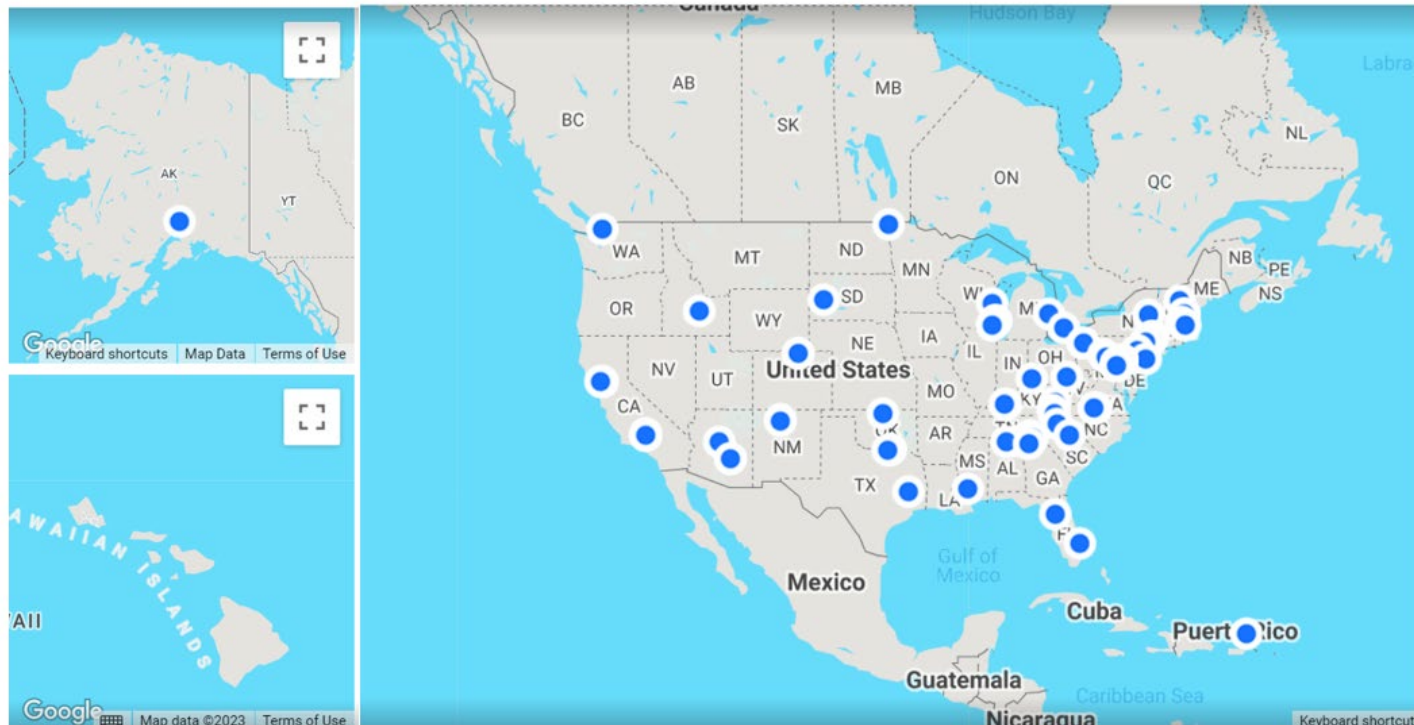 AK
YT
Google
Keyboard shortcuts
Map Data
Terms of Use
HAWAIIAN ISLANDS
AII
Google
Map data ©2023
Terms of Use
Canada
Hudson Bay
Labra
AB
MB
BC
SK
NL
ON
QC
WA
MT
ND
MN
NB
PE
ME
NS
OR
SD
WI
WY
IA
NE
IL
IN
OH
NV
UT
United States
DE
CA
MO
KY
TN
NC
NM
OK
AR
SC
MS
AL
GA
TX
LA
Gulf of
Mexico
Mexico
Cuba
Puerto Rico
Guatemala
Caribbean Sea
Nicaragua
Keyboard shortcut